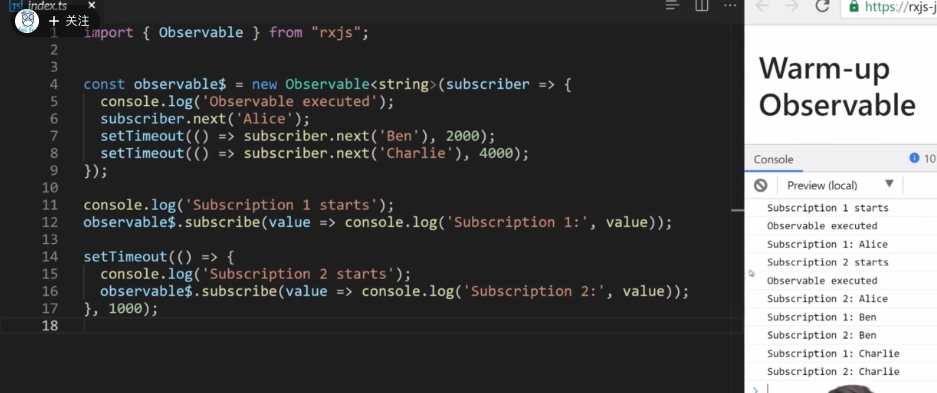 index.ts
+ 关注
1 import { Observable } from "rxjs";
2
3
4 const observable$ = new Observable<string>(subscriber => {
5 console.log('Observable executed');
6 subscriber.next('Alice');
7 setTimeout(() => subscriber.next('Ben'), 2000);
8 setTimeout(() => subscriber.next('Charlie'), 4000);
9 });
10
11 console.log('Subscription 1 starts');
12 observable$.subscribe(value => console.log('Subscription 1:', value));
13
14 setTimeout(() => {
15 console.log('Subscription 2 starts');
16 observable$.subscribe(value => console.log('Subscription 2:', value));
17 }, 1000);
18
https://rxjs-j
Warm-up
Observable
Console 10
Preview (local)
Subscription 1 starts
Observable executed
Subscription 1: Alice
Subscription 2 starts
Observable executed
Subscription 2: Alice
Subscription 1: Ben
Subscription 2: Ben
Subscription 1: Charlie
Subscription 2: Charlie